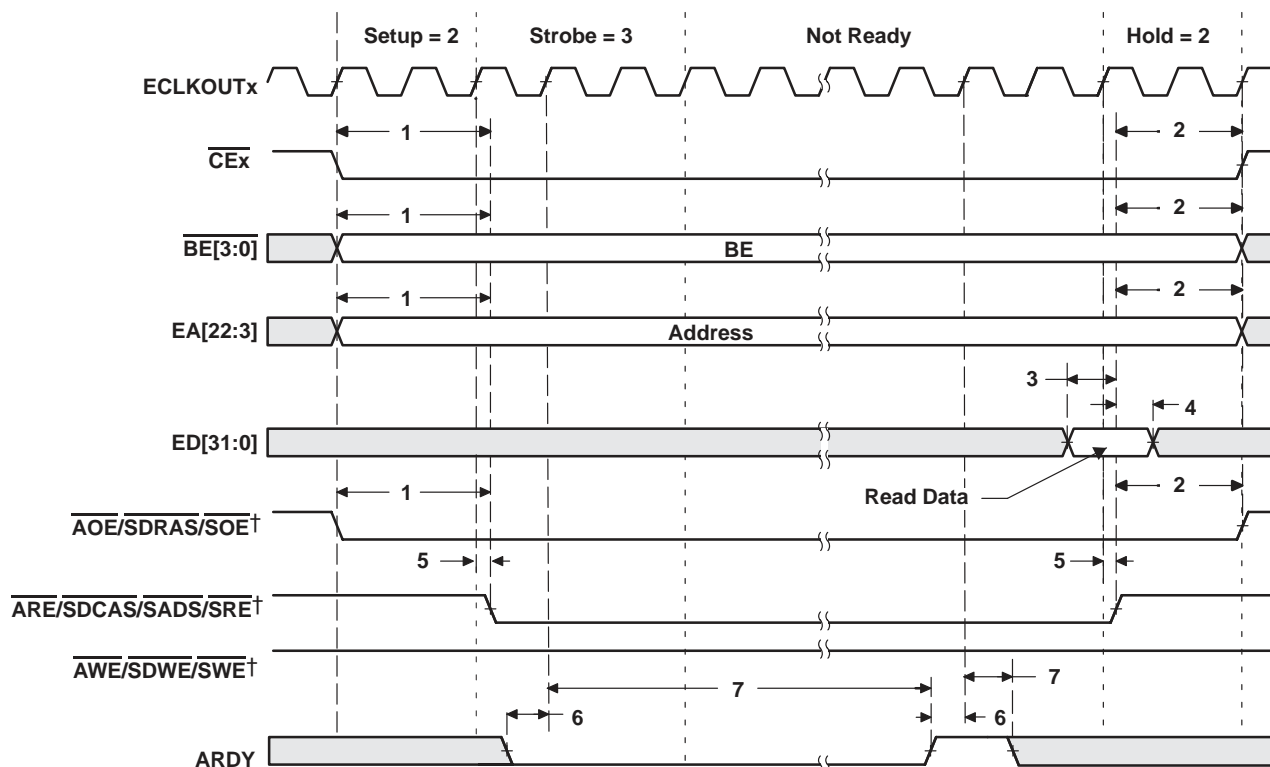 Setup = 2 Strobe = 3 Not Ready Hold = 2
ECLKOUTx
1 2
CEx
1 2
BE[3:0] BE
1 2
EA[22:3] Address
3
4
ED[31:0]
Read Data
1 2
AOE/SDRAS/SOE†
5 5
ARE/SDCAS/SADS/SRE†
AWE/SDWE/SWE†
7
7
6 6
ARDY